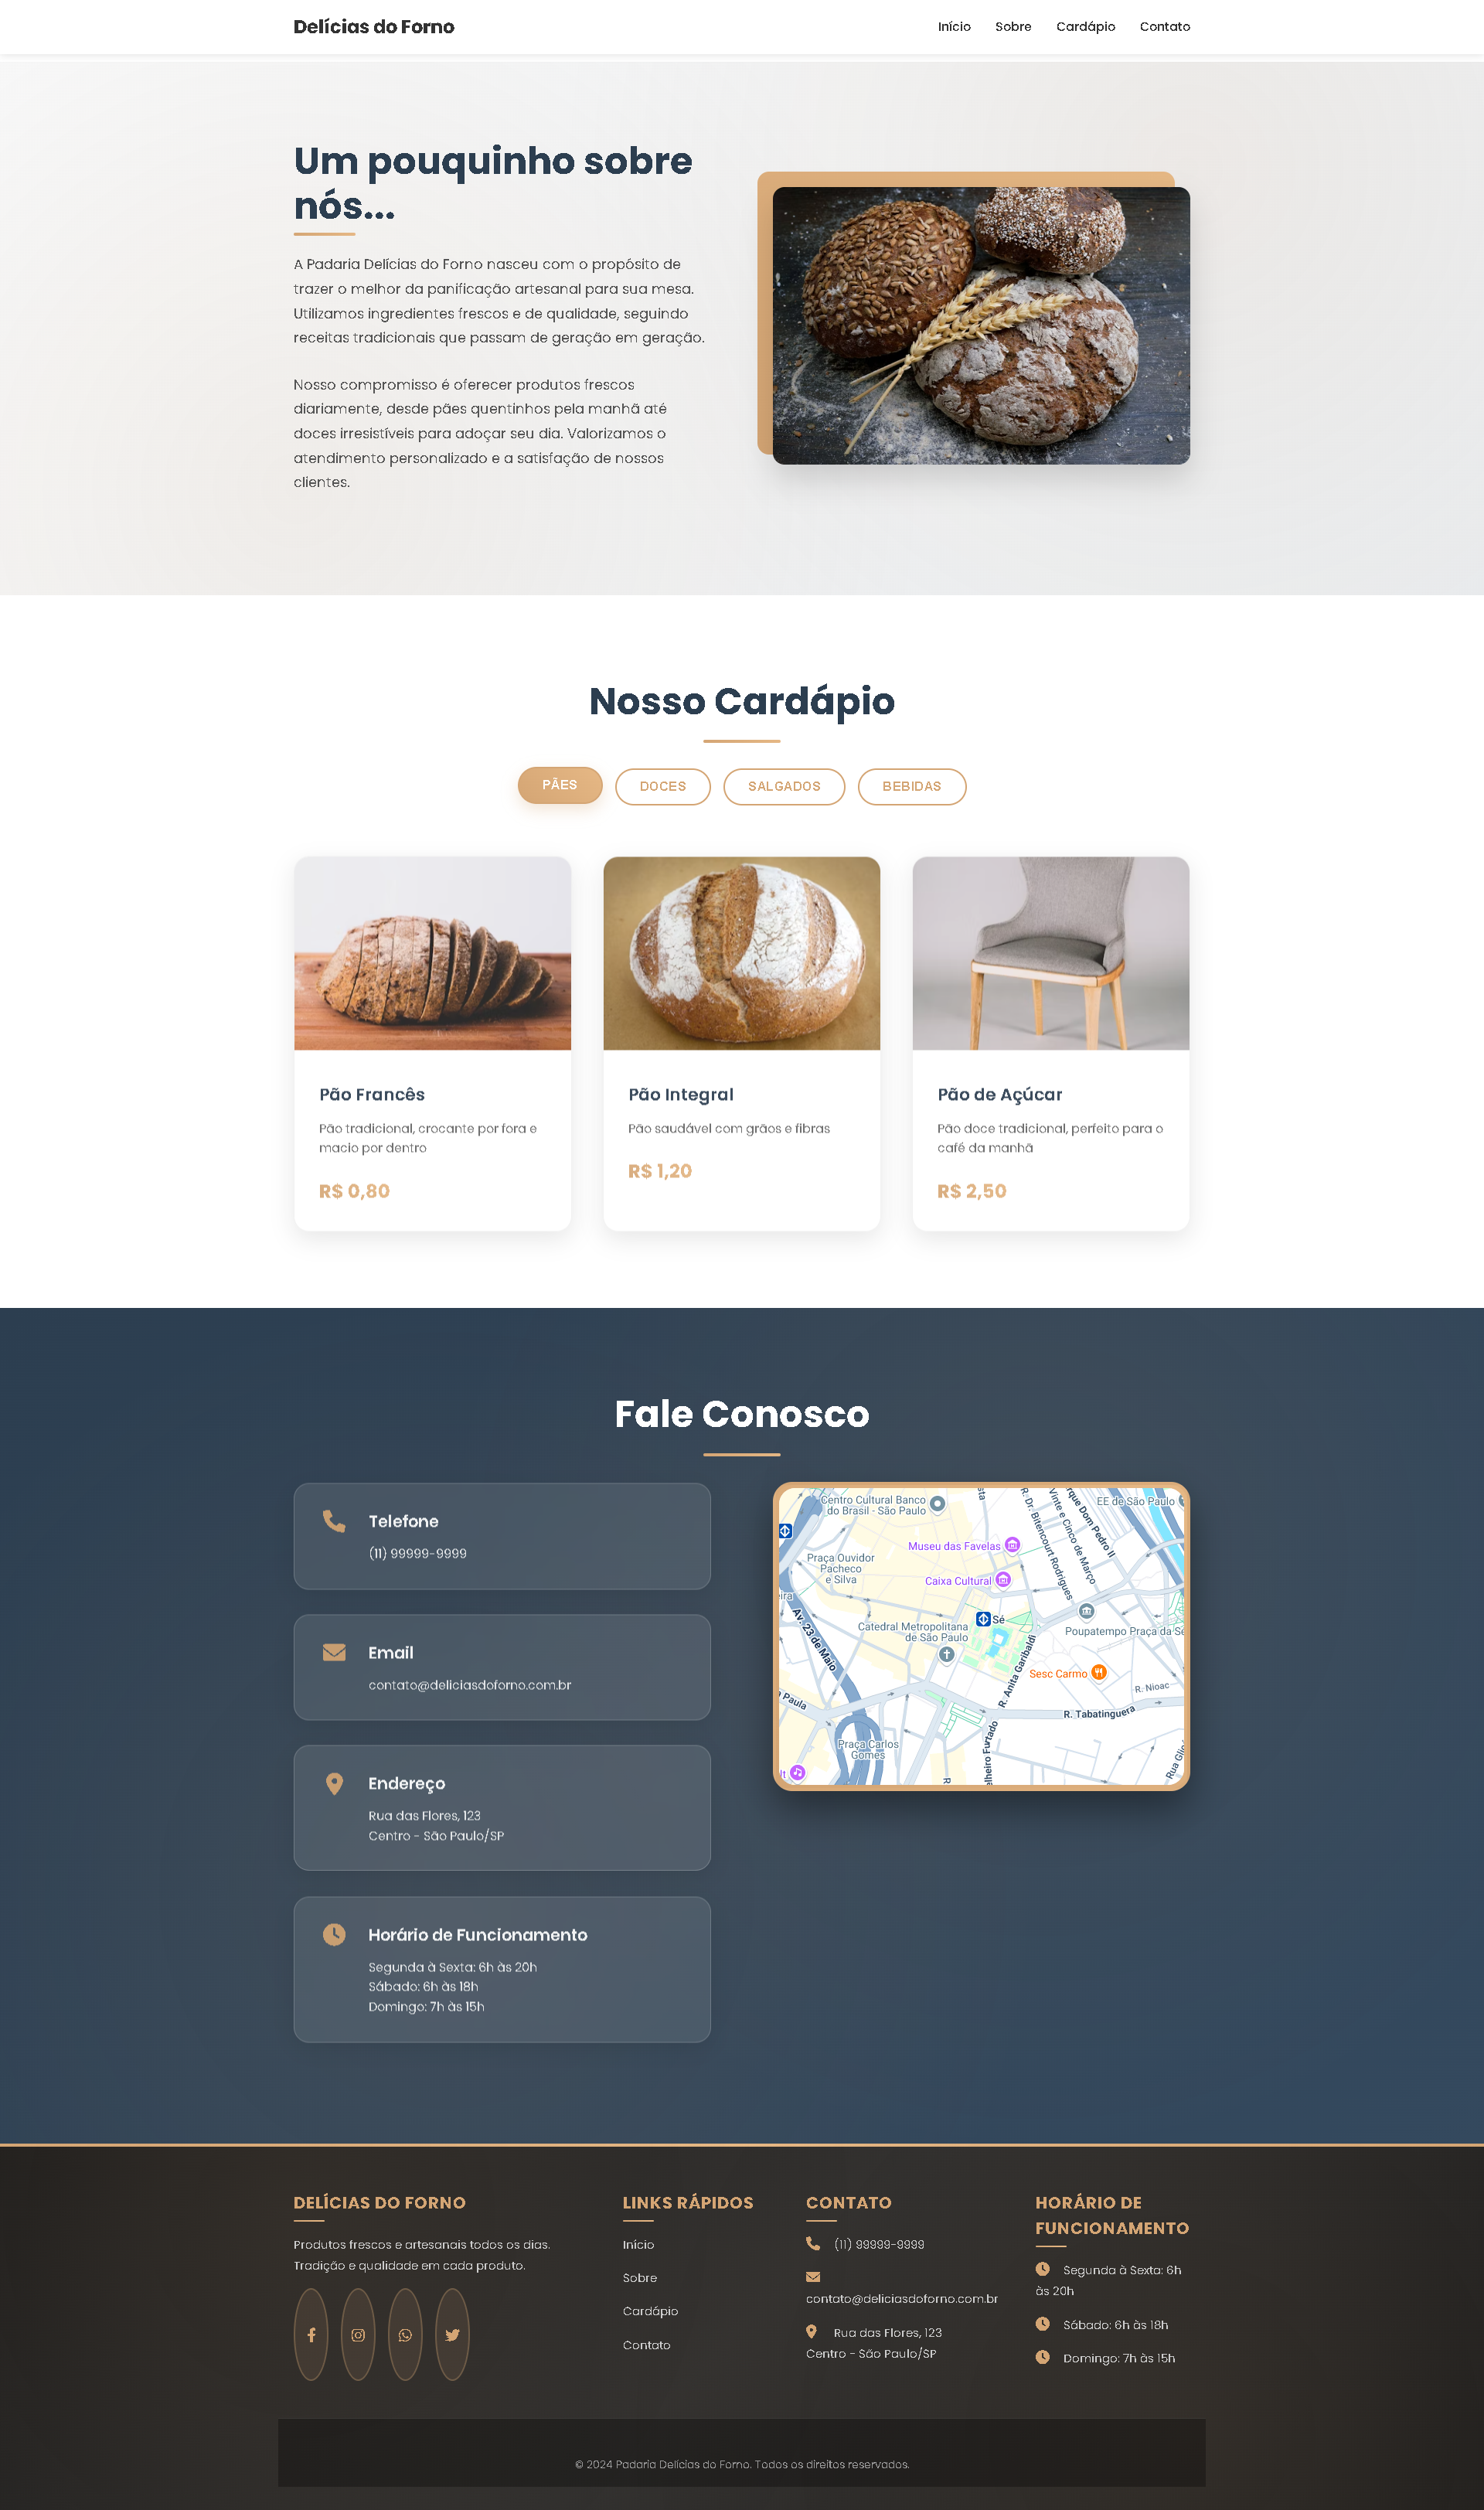 Delícias do Forno
Início
Sobre
Cardápio
Contato
Um pouquinho sobre
nós...
A Padaria Delícias do Forno nasceu com o propósito de
trazer o melhor da panificação artesanal para sua mesa.
Utilizamos ingredientes frescos e de qualidade, seguindo
receitas tradicionais que passam de geração em geração.
Nosso compromisso é oferecer produtos frescos
diariamente, desde pães quentinhos pela manhã até
doces irresistíveis para adoçar seu dia. Valorizamos o
atendimento personalizado e a satisfação de nossos
clientes.
Nosso Cardápio
PÃES
DOCES
SALGADOS
BEBIDAS
Pão Francês
Pão tradicional, crocante por fora e
macio por dentro
R$ 0,80
Pão Integral
Pão saudável com grãos e fibras
R$ 1,20
Pão de Açúcar
Pão doce tradicional, perfeito para o
café da manhã
R$ 2,50
Fale Conosco
Telefone
(11) 99999-9999
Email
contato@deliciasdoforno.com.br
Endereço
Rua das Flores, 123
Centro - São Paulo/SP
Horário de Funcionamento
Segunda à Sexta: 6h às 20h
Sábado: 6h às 18h
Domingo: 7h às 15h
Centro Cultural Banco
do Brasil - São Paulo
EE de São Paulo
Museu das Favelas
Praça Ouvidor
Pacheco
e Silva
Caixa Cultural
R. Dr. Bitencourt Rodrigues
Vinte e Cinco de Março
rque Dom Pedro II
Av. 23 de Maio
Sé
Catedral Metropolitana
de São Paulo
Poupatempo Praça da Sé
R. Anita Garibaldi
Sesc Carmo
R. Nioac
Paula
R. Tabatinguera
Praça Carlos
Gomes
elheiro Furtado
DELÍCIAS DO FORNO
Produtos frescos e artesanais todos os dias.
Tradição e qualidade em cada produto.
LINKS RÁPIDOS
Início
Sobre
Cardápio
Contato
CONTATO
(11) 99999-9999
contato@deliciasdoforno.com.br
Rua das Flores, 123
Centro - São Paulo/SP
HORÁRIO DE
FUNCIONAMENTO
Segunda à Sexta: 6h
às 20h
Sábado: 6h às 18h
Domingo: 7h às 15h
© 2024 Padaria Delícias do Forno. Todos os direitos reservados.